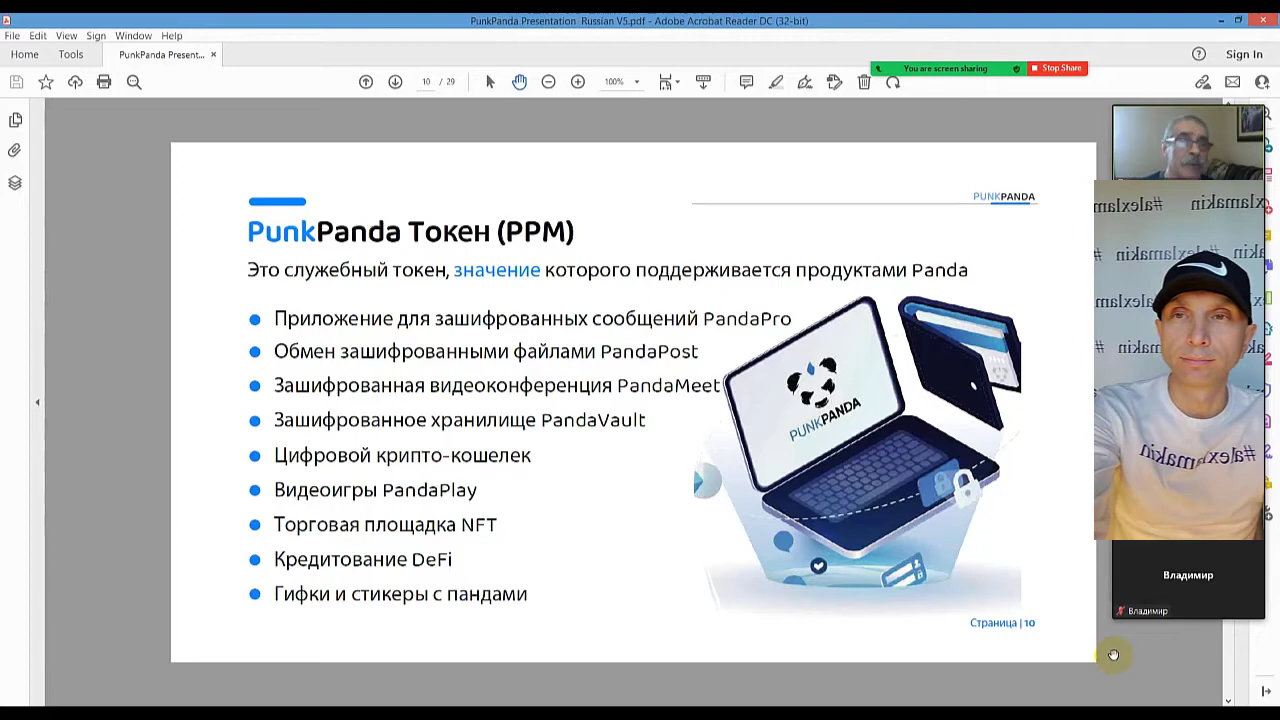 PunkPanda Presentation Russian V5.pdf - Adobe Acrobat Reader DC (32-bit)
File Edit View Sign Window Help
Home Tools PunkPanda Present... × Sign In
10 / 29 100% You are screen sharing Stop Share
PUNKPANDA
PunkPanda Токен (PPM)
Это служебный токен, значение которого поддерживается продуктами Panda
Приложение для зашифрованных сообщений PandaPro
Обмен зашифрованными файлами PandaPost
Зашифрованная видеоконференция PandaMeet
Зашифрованное хранилище PandaVault
Цифровой крипто-кошелек
Видеоигры PandaPlay
Торговая площадка NFT
Кредитование DeFi
Гифки и стикеры с пандами
PUNKPANDA
Страница | 10
#alexlamakin
#alexlamakin
Владимир
Владимир